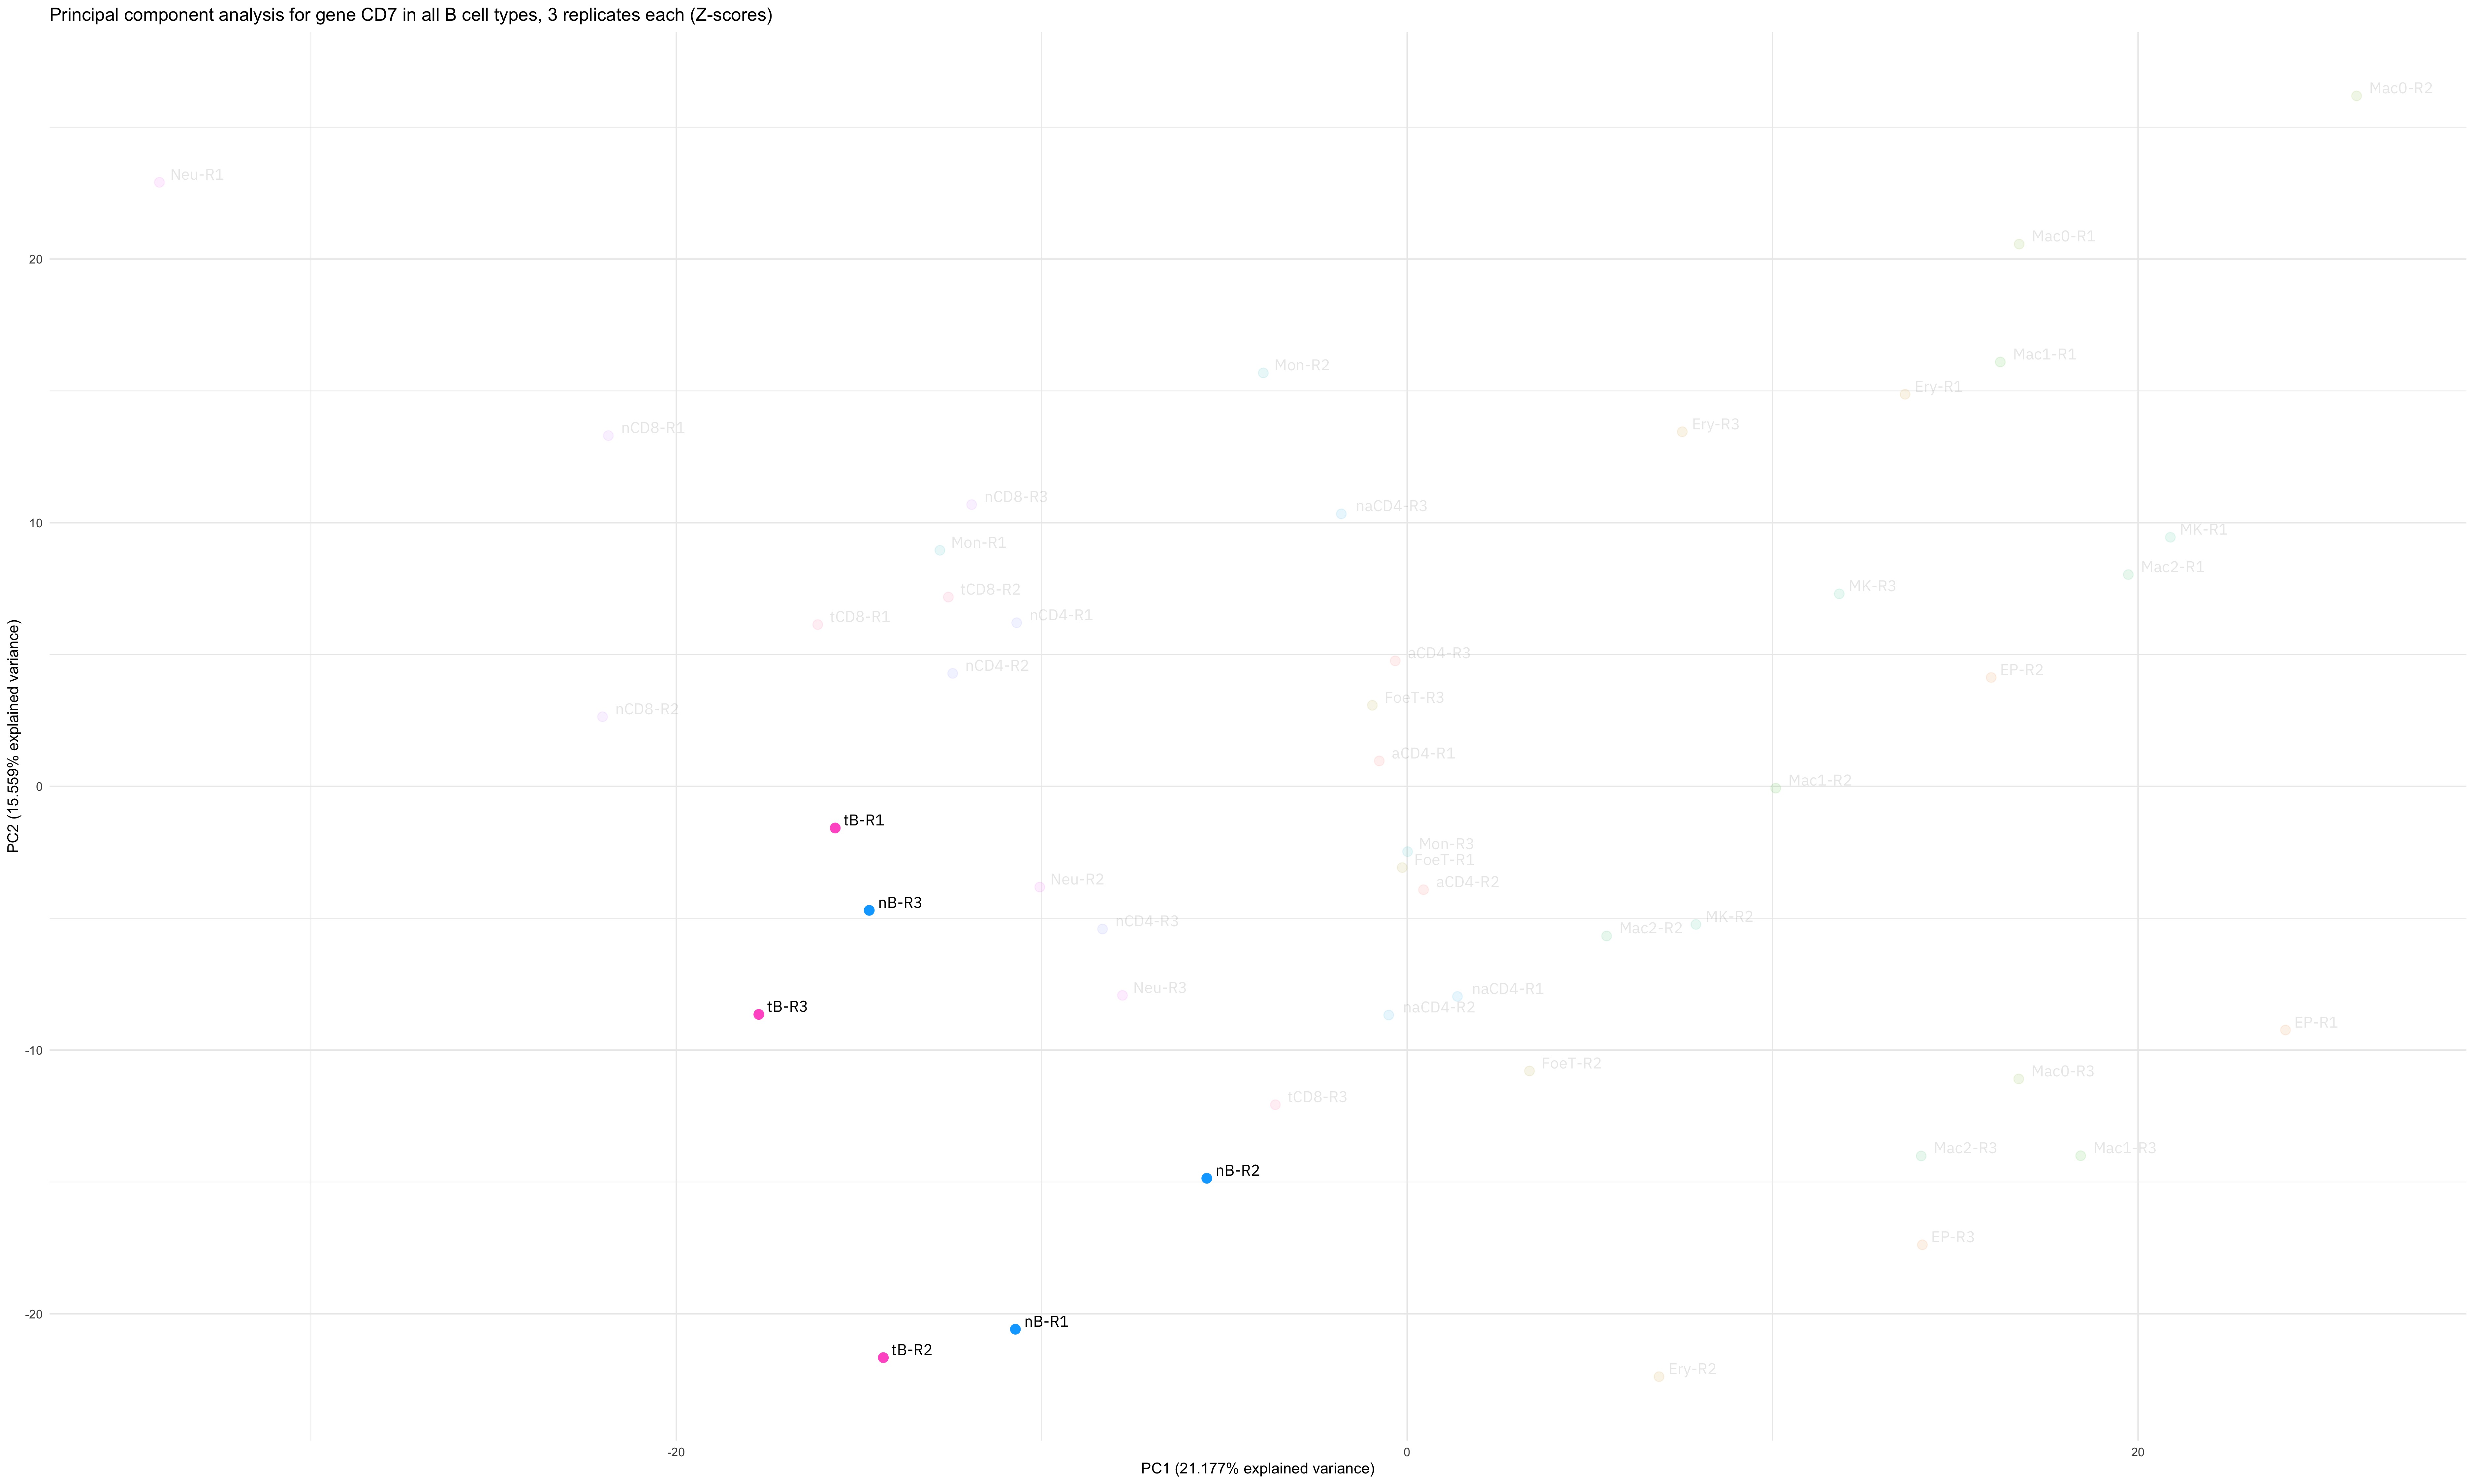 Principal component analysis for gene CD7 in all B cell types, 3 replicates each (Z-scores)
Mac0-R2
Neu-R1
Mac0-R1
20
Mac1-R1
Mon-R2
Ery-R1
Ery-R3
nCD8-R1
nCD8-R3
naCD4-R3
10
MK-R1
Mon-R1
Mac2-R1
MK-R3
tCD8-R2
tCD8-R1
nCD4-R1
aCD4-R3
nCD4-R2
EP-R2
FoeT-R3
nCD8-R2
aCD4-R1
0
Mac1-R2
PC2 (15.559% explained variance)
tB-R1
Mon-R3
FoeT-R1
Neu-R2
aCD4-R2
nB-R3
MK-R2
nCD4-R3
Mac2-R2
Neu-R3
naCD4-R1
tB-R3
naCD4-R2
EP-R1
-10
FoeT-R2
Mac0-R3
tCD8-R3
Mac2-R3
Mac1-R3
nB-R2
EP-R3
-20
nB-R1
tB-R2
Ery-R2
-20
0
20
PC1 (21.177% explained variance)